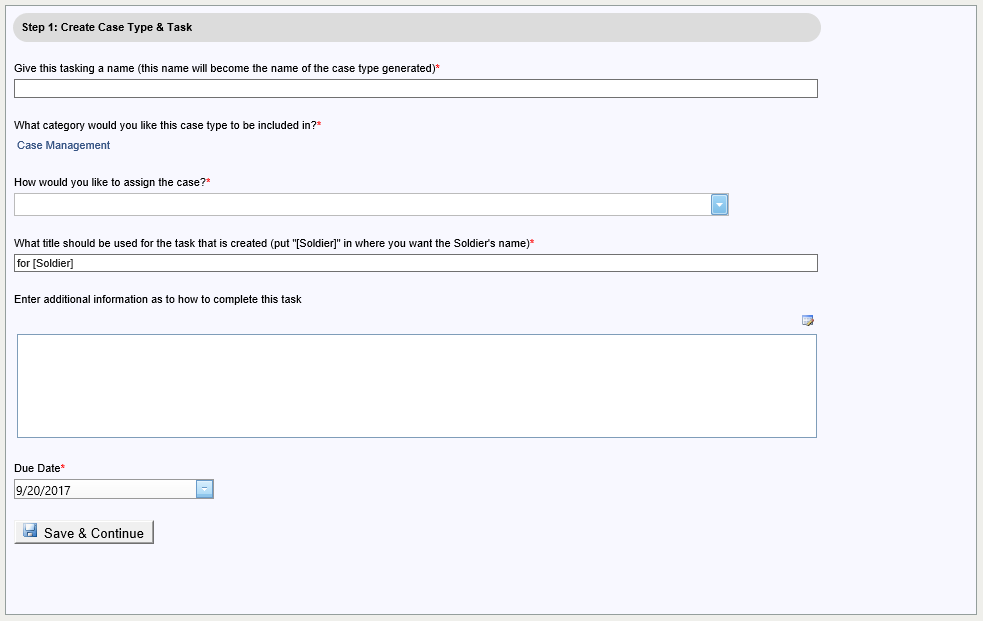 Step 1: Create Case Type & Task
Give this tasking a name (this name will become the name of the case type generated)*
What category would you like this case type to be included in?*
Case Management
How would you like to assign the case?*
What title should be used for the task that is created (put "[Soldier]" in where you want the Soldier's name)*
for [Soldier]
Enter additional information as to how to complete this task
Due Date*
9/20/2017
Save & Continue